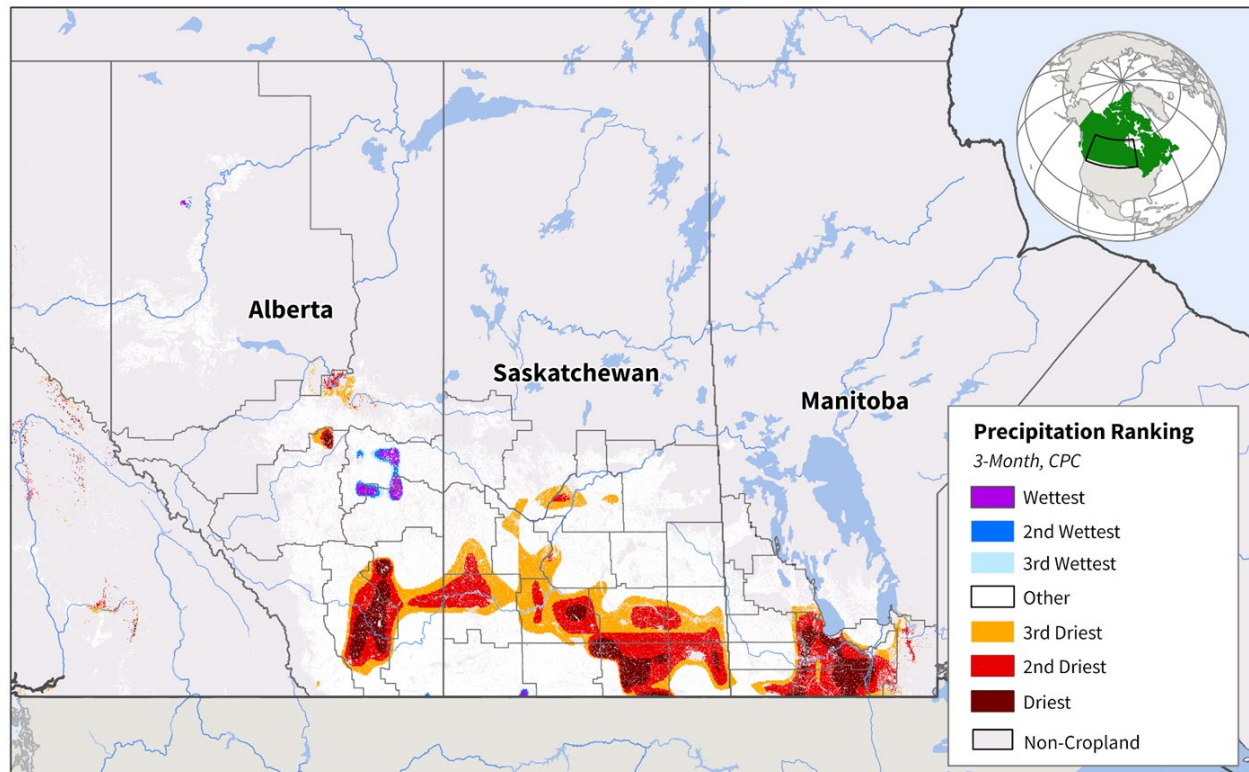 Alberta
Saskatchewan
Manitoba
Precipitation Ranking
3-Month, CPC
Wettest
2nd Wettest
3rd Wettest
Other
3rd Driest
2nd Driest
Driest
Non-Cropland